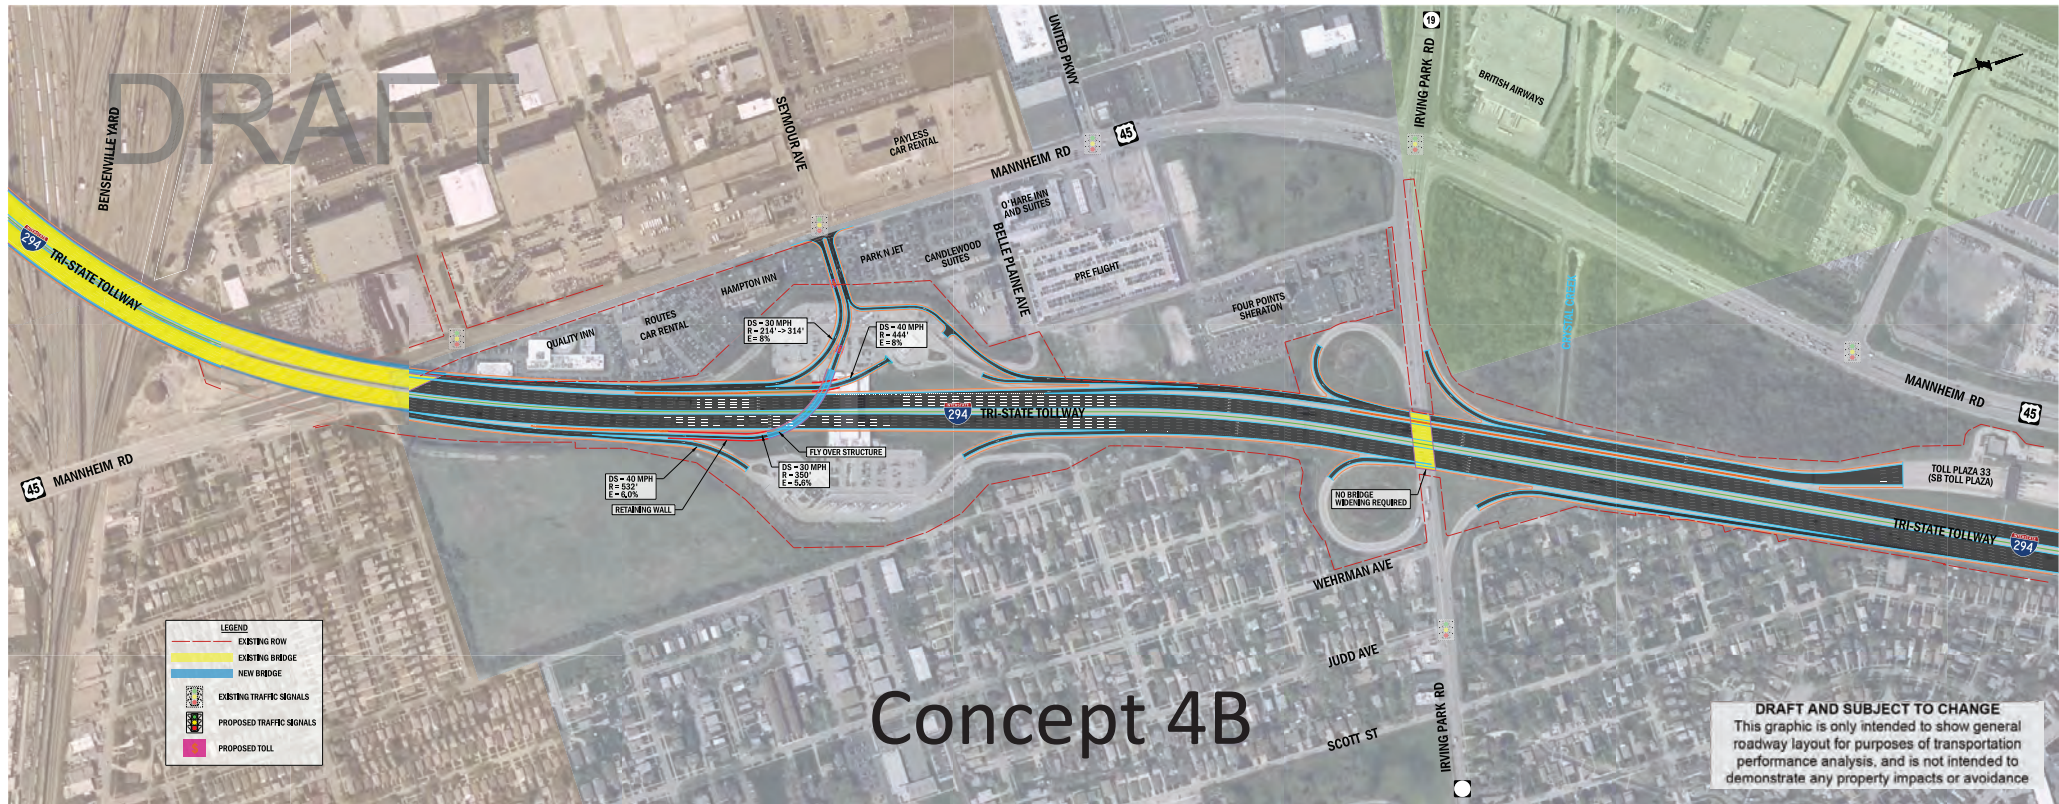 DRAFT
BENSENVILLE YARD
SEYMOUR AVE
PAYLESS
CAR RENTAL
UNITED PKWY
MANNHEIM RD
45
19
IRVING PARK RD
BRITISH AIRWAYS
294
TRI-STATE TOLLWAY
QUALITY INN
ROUTES
CAR RENTAL
HAMPTON INN
PARK N JET
CANDLEWOOD
SUITES
O'HARE INN
AND SUITES
BELLE PLAINE AVE
PRE FLIGHT
FOUR POINTS
SHERATON
DS = 30 MPH
R = 214' -> 314'
E = 8%
DS = 40 MPH
R = 444'
E = 8%
294
TRI-STATE TOLLWAY
MANNHEIM RD
45
45
MANNHEIM RD
FLY OVER STRUCTURE
DS = 30 MPH
R = 350'
E = 5.6%
DS = 40 MPH
R = 532'
E = 6.0%
RETAINING WALL
NO BRIDGE
WIDENING REQUIRED
TOLL PLAZA 33
(SB TOLL PLAZA)
TRI-STATE TOLLWAY
294
WEHRMAN AVE
JUDD AVE
SCOTT ST
IRVING PARK RD
LEGEND
EXISTING ROW
EXISTING BRIDGE
NEW BRIDGE
EXISTING TRAFFIC SIGNALS
PROPOSED TRAFFIC SIGNALS
$ PROPOSED TOLL
Concept 4B
DRAFT AND SUBJECT TO CHANGE
This graphic is only intended to show general
roadway layout for purposes of transportation
performance analysis, and is not intended to
demonstrate any property impacts or avoidance